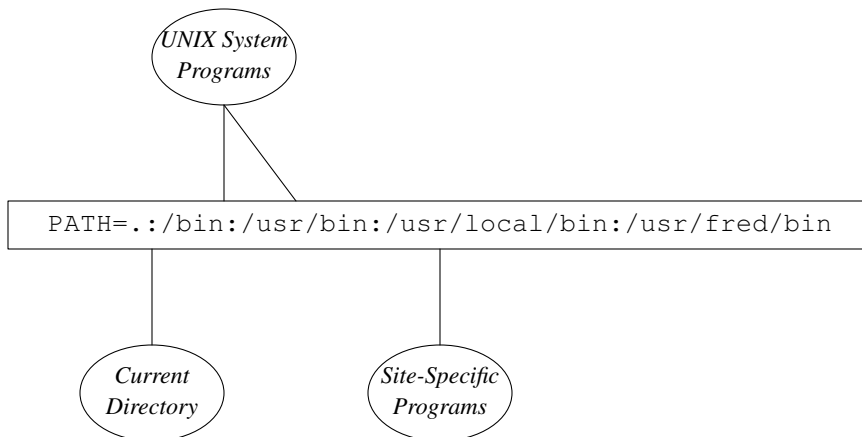 UNIX System
Programs
PATH=.:/bin:/usr/bin:/usr/local/bin:/usr/fred/bin
Current
Directory
Site-Specific
Programs